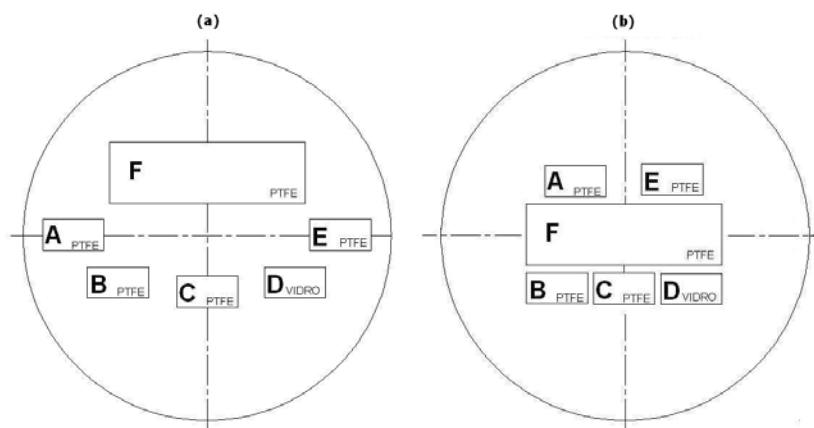 (a)
F
PTFE
A PTFE
E PTFE
B PTFE
C PTFE
D VIDRO
(b)
A PTFE
E PTFE
F
PTFE
B PTFE
C PTFE
D VIDRO